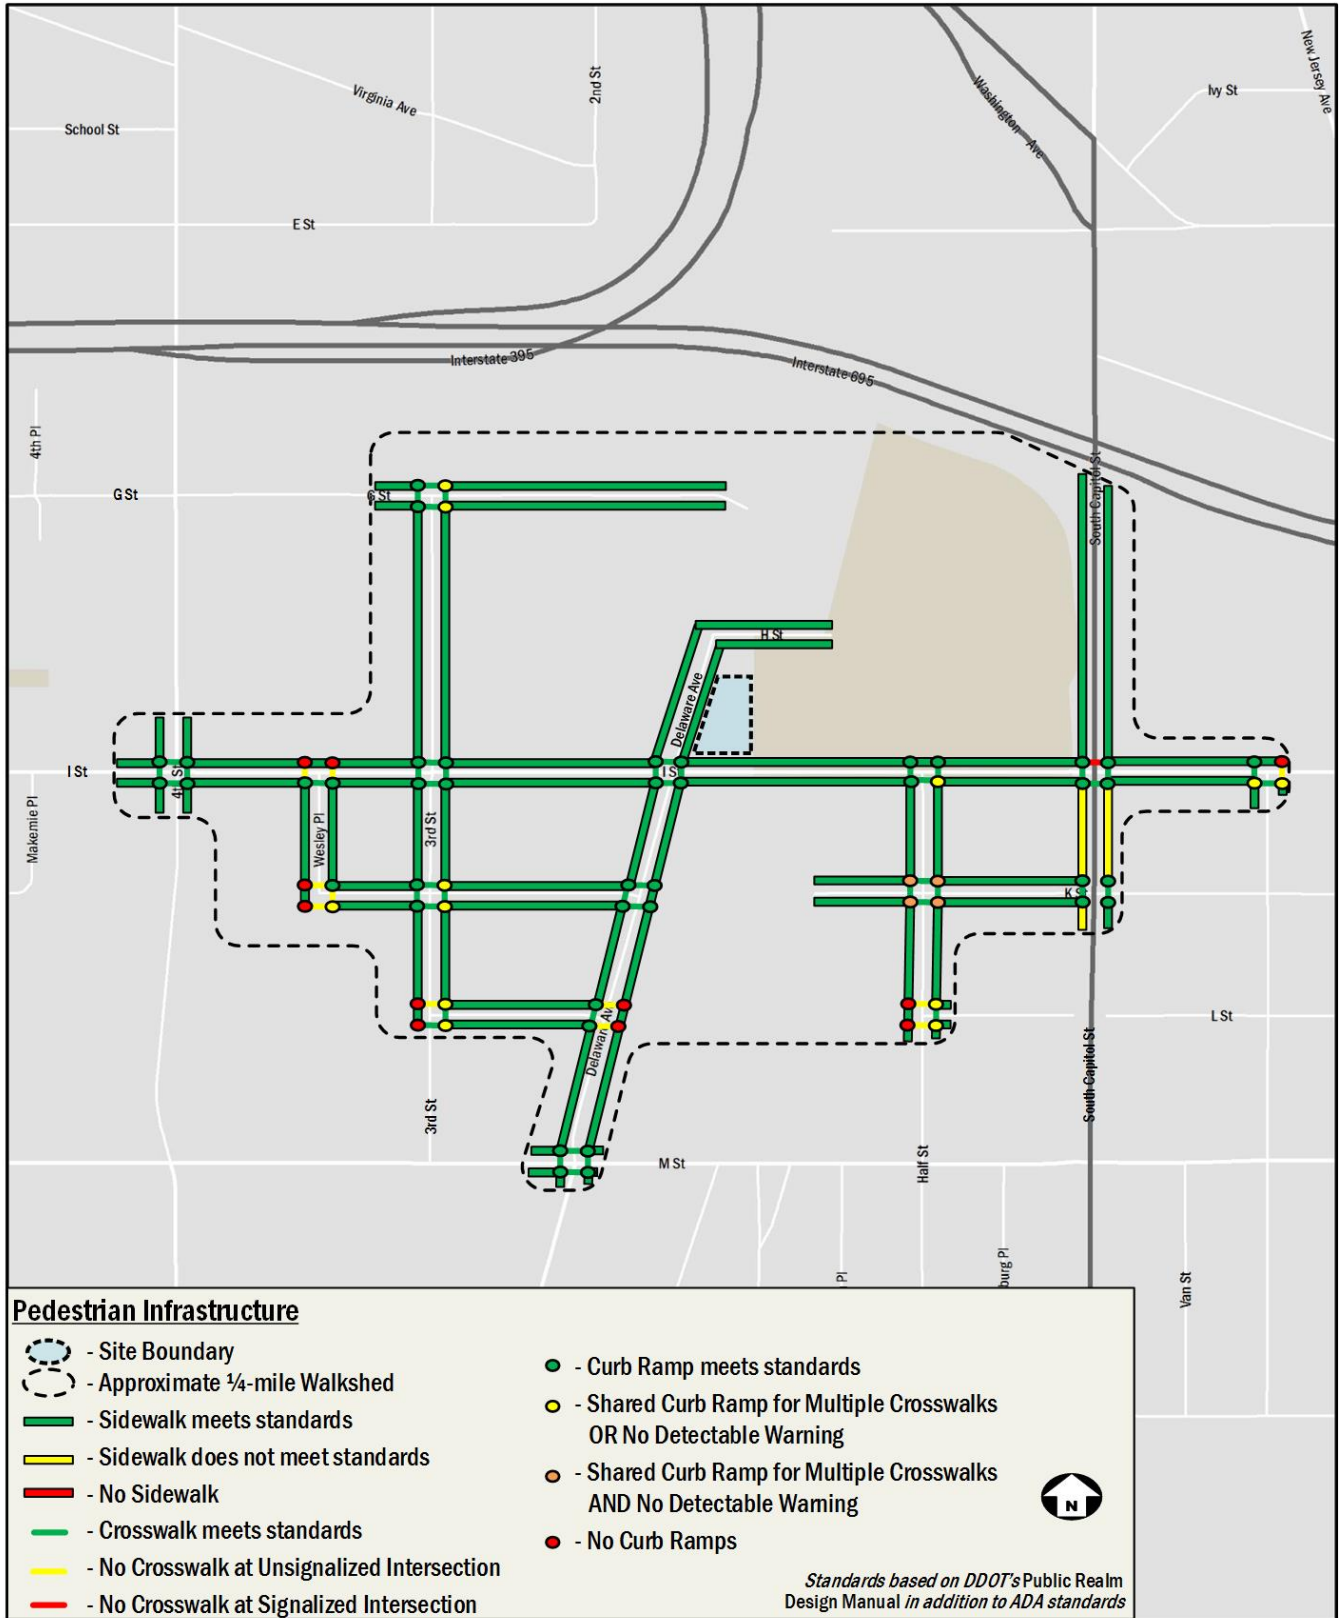 New Jersey Ave
Washington Ave
Virginia Ave
2nd St
Ivy St
School St
E St
Interstate 395
Interstate 695
4th Pl
South Capitol St
G St
G St
H St
Delaware Ave
I St
I S
4t St
Makemie Pl
Wesley Pl
3rd St
K St
Delawar Av
L St
South Capitol St
3rd St
M St
Half St
Pl
burg Pl
Van St
Pedestrian Infrastructure
- Site Boundary
- Approximate ¼-mile Walkshed
- Sidewalk meets standards
- Sidewalk does not meet standards
- No Sidewalk
- Crosswalk meets standards
- No Crosswalk at Unsignalized Intersection
- No Crosswalk at Signalized Intersection
- Curb Ramp meets standards
- Shared Curb Ramp for Multiple Crosswalks
OR No Detectable Warning
- Shared Curb Ramp for Multiple Crosswalks
AND No Detectable Warning
- No Curb Ramps
N
Standards based on DDOT's Public Realm
Design Manual in addition to ADA standards